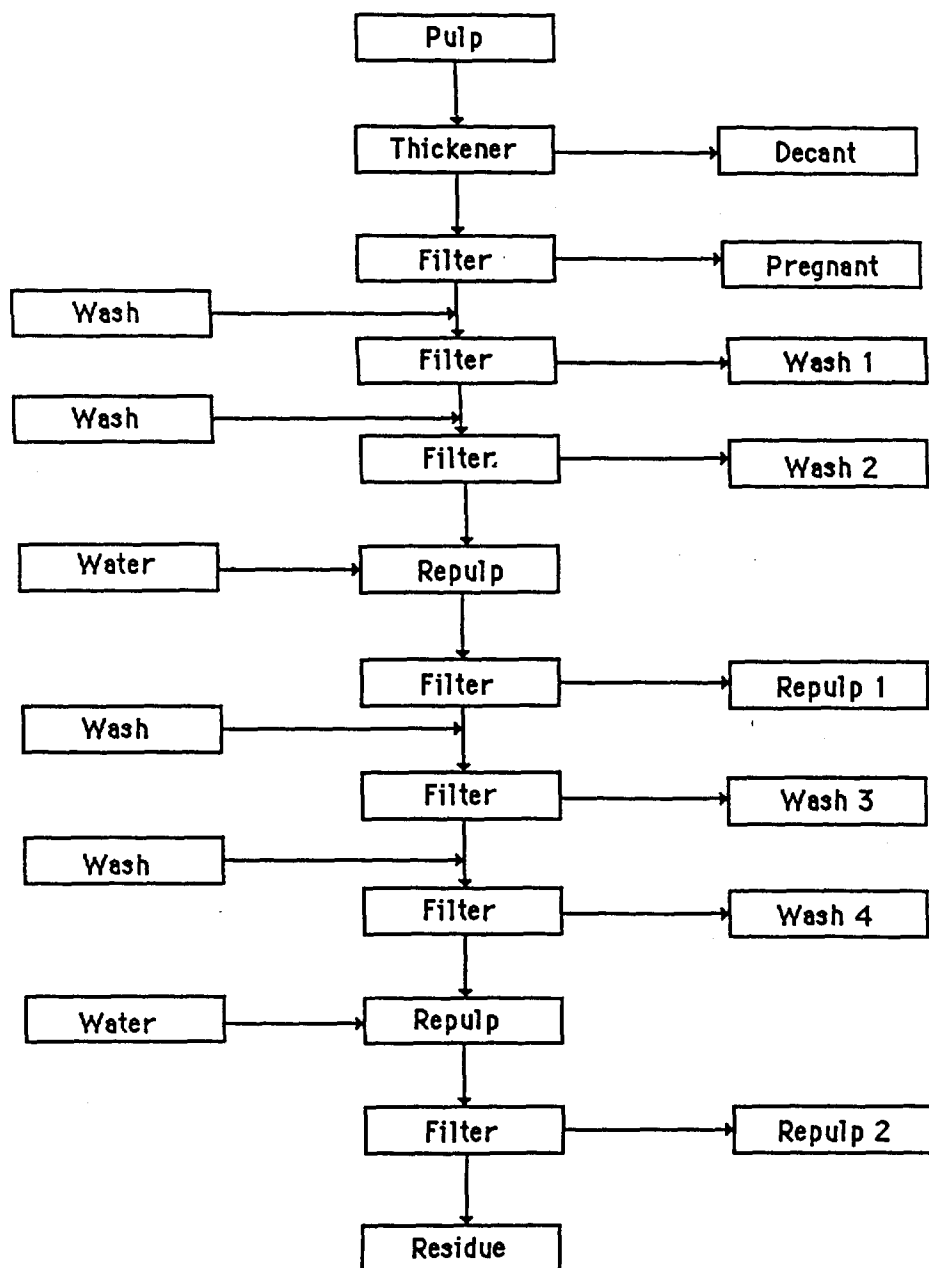 Pulp
Thickener
Decant
Filter
Pregnant
Wash
Filter
Wash 1
Wash
Filter
Wash 2
Water
Repulp
Filter
Repulp 1
Wash
Filter
Wash 3
Wash
Filter
Wash 4
Water
Repulp
Filter
Repulp 2
Residue